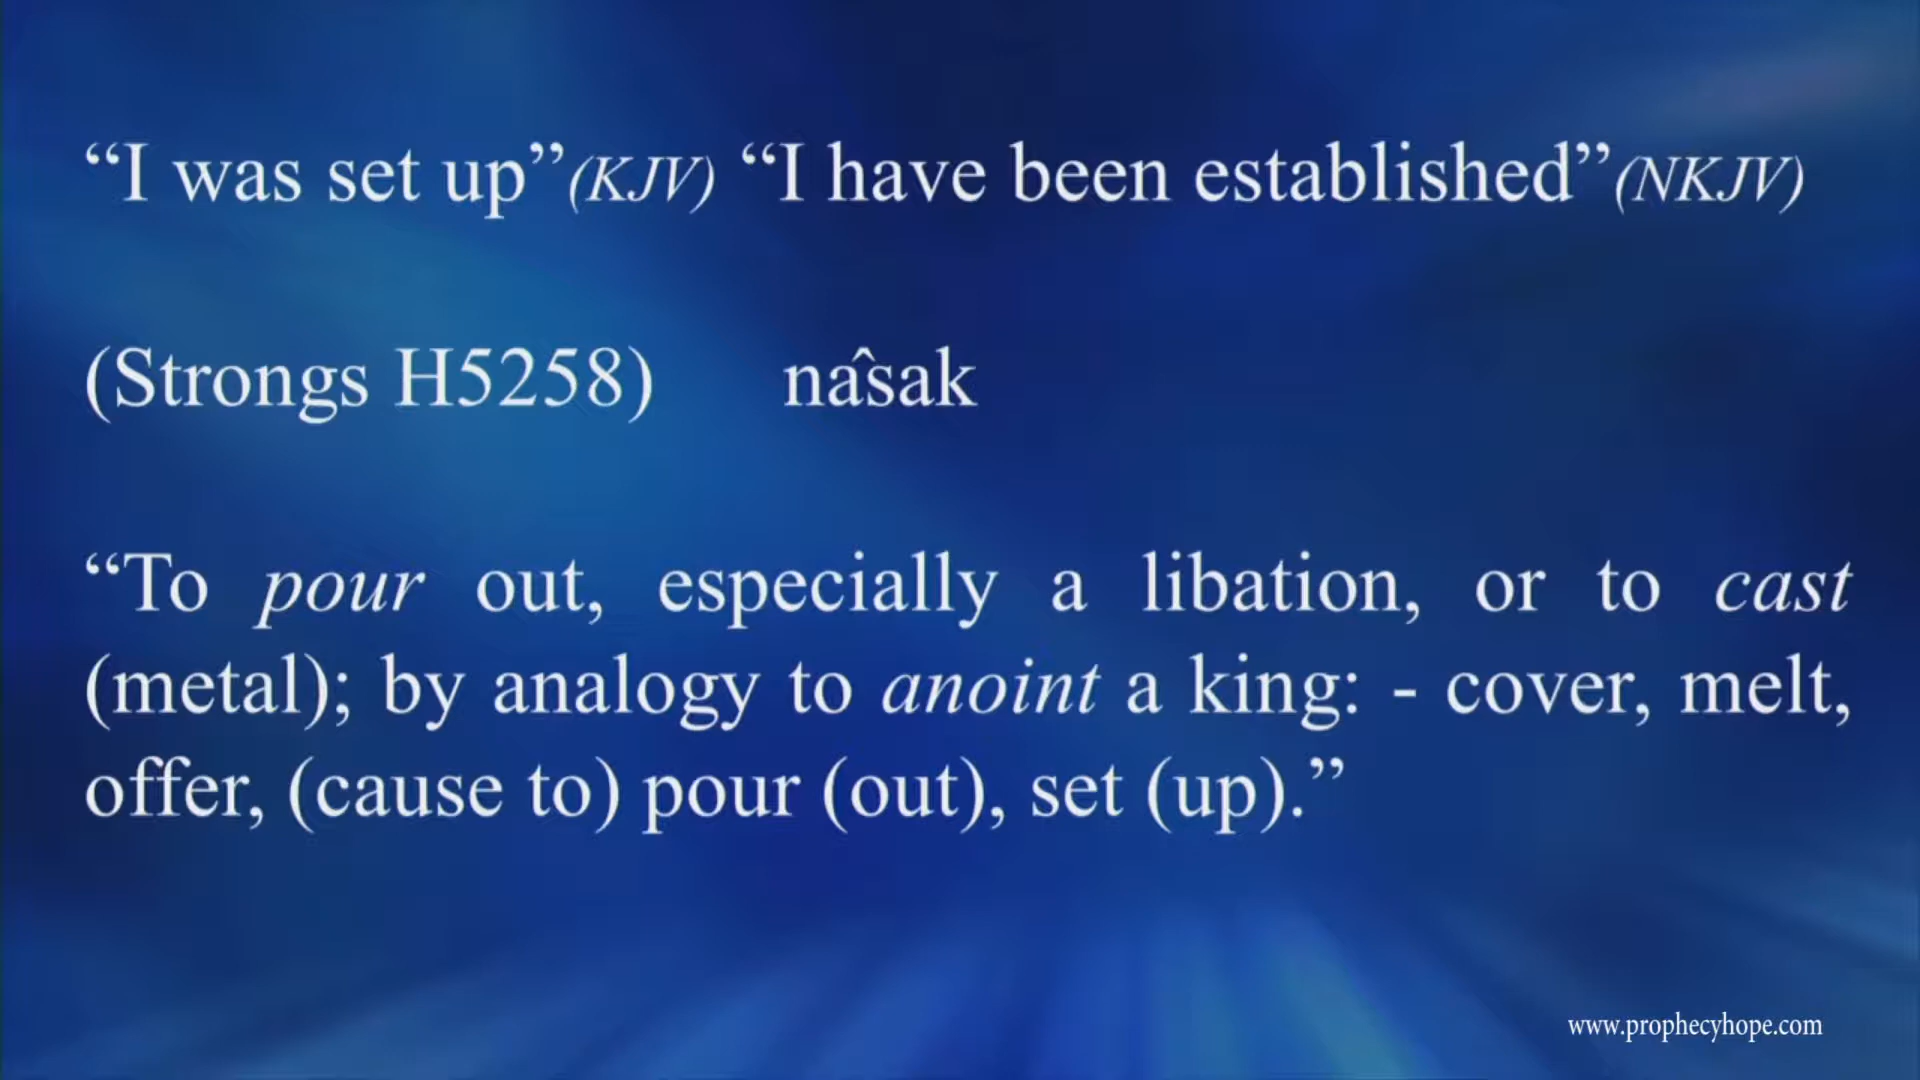 “I was set up”(KJV) “I have been established”(NKJV)
(Strongs H5258) naŝak
“To pour out, especially a libation, or to cast
(metal); by analogy to anoint a king: - cover, melt,
offer, (cause to) pour (out), set (up).”
www.prophecyhope.com